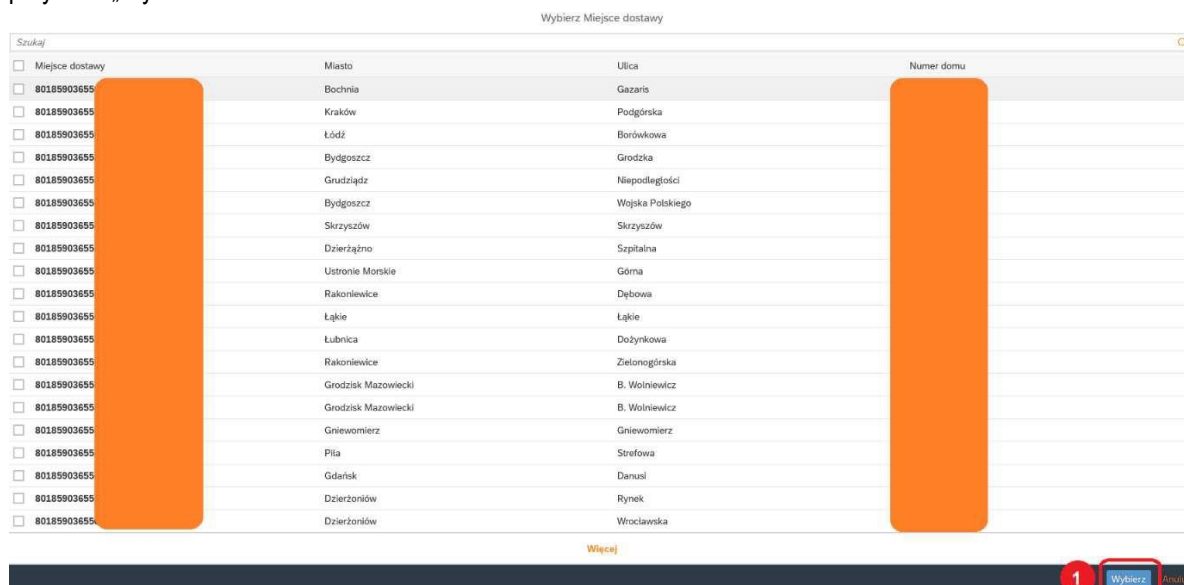 Wybierz Miejsce dostawy
Szukaj
Miejsce dostawy Miasto Ulica Numer domu
80185903655 Bochnia Gazaris
80185903655 Kraków Podgórska
80185903655 Łódź Borówkowa
80185903655 Bydgoszcz Grodzka
80185903655 Grudziądz Niepodległości
80185903655 Bydgoszcz Wojska Polskiego
80185903655 Skrzyszów Skrzyszów
80185903655 Dzierżążno Szpitalna
80185903655 Ustronie Morskie Górna
80185903655 Rakoniewice Dębowa
80185903655 Łąkie Łąkie
80185903655 Łubnica Dożynkowa
80185903655 Rakoniewice Zielonogórska
80185903655 Grodzisk Mazowiecki B. Wolniewicz
80185903655 Grodzisk Mazowiecki B. Wolniewicz
80185903655 Gniewomierz Gniewomierz
80185903655 Piła Strefowa
80185903655 Gdańsk Danusi
80185903655 Dzierżoniów Rynek
80185903655 Dzierżoniów Wrocławska
Więcej
1 Wybierz